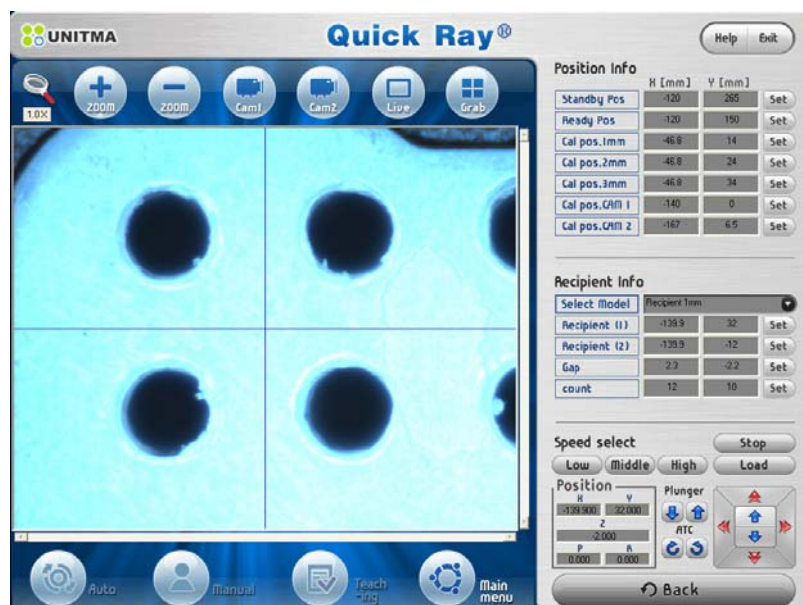 UNITMA
Quick Ray®
Help Exit
1.0X
ZOOM
ZOOM
Cam1
Cam2
Live
Grab
Position Info
X [mm] Y [mm]
Standby Pos -120 265 Set
Ready Pos -120 150 Set
Cal pos.1mm -46.8 14 Set
Cal pos.2mm -46.8 24 Set
Cal pos.3mm -46.8 34 Set
Cal pos.CAM 1 -140 0 Set
Cal pos.CAM 2 -167 6.5 Set
Recipient Info
Select Model Recipient 1mm
Recipient (1) -139.9 32 Set
Recipient (2) -139.9 -12 Set
Gap 2.3 -2.2 Set
count 12 10 Set
Speed select
Stop
Low Middle High Load
Position
X Y
-139.900 32.000
Z
-2.000
P R
0.000 0.000
Plunger
ATC
Auto
Manual
Teach
-ing
Main
menu
Back